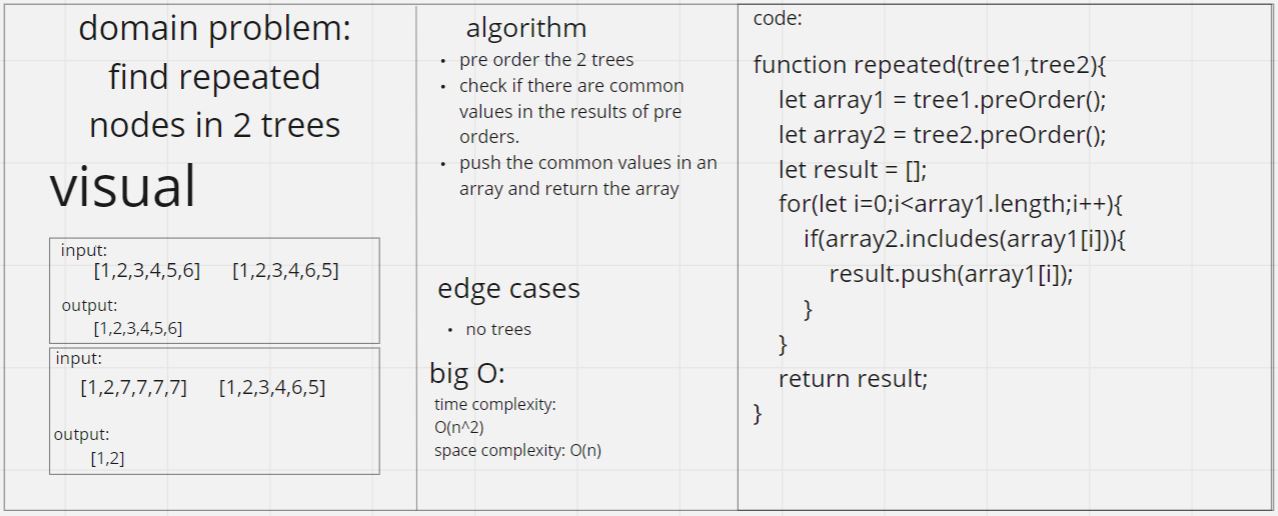 domain problem:
find repeated
nodes in 2 trees
visual
input:
[1,2,3,4,5,6] [1,2,3,4,6,5]
output:
[1,2,3,4,5,6]
input:
[1,2,7,7,7,7] [1,2,3,4,6,5]
output:
[1,2]
algorithm
• pre order the 2 trees
• check if there are common
values in the results of pre
orders.
• push the common values in an
array and return the array
edge cases
• no trees
big O:
time complexity:
O(n^2)
space complexity: O(n)
code:
function repeated(tree1,tree2){
let array1 = tree1.preOrder();
let array2 = tree2.preOrder();
let result = [];
for(let i=0;i<array1.length;i++){
if(array2.includes(array1[i])){
result.push(array1[i]);
}
}
return result;
}